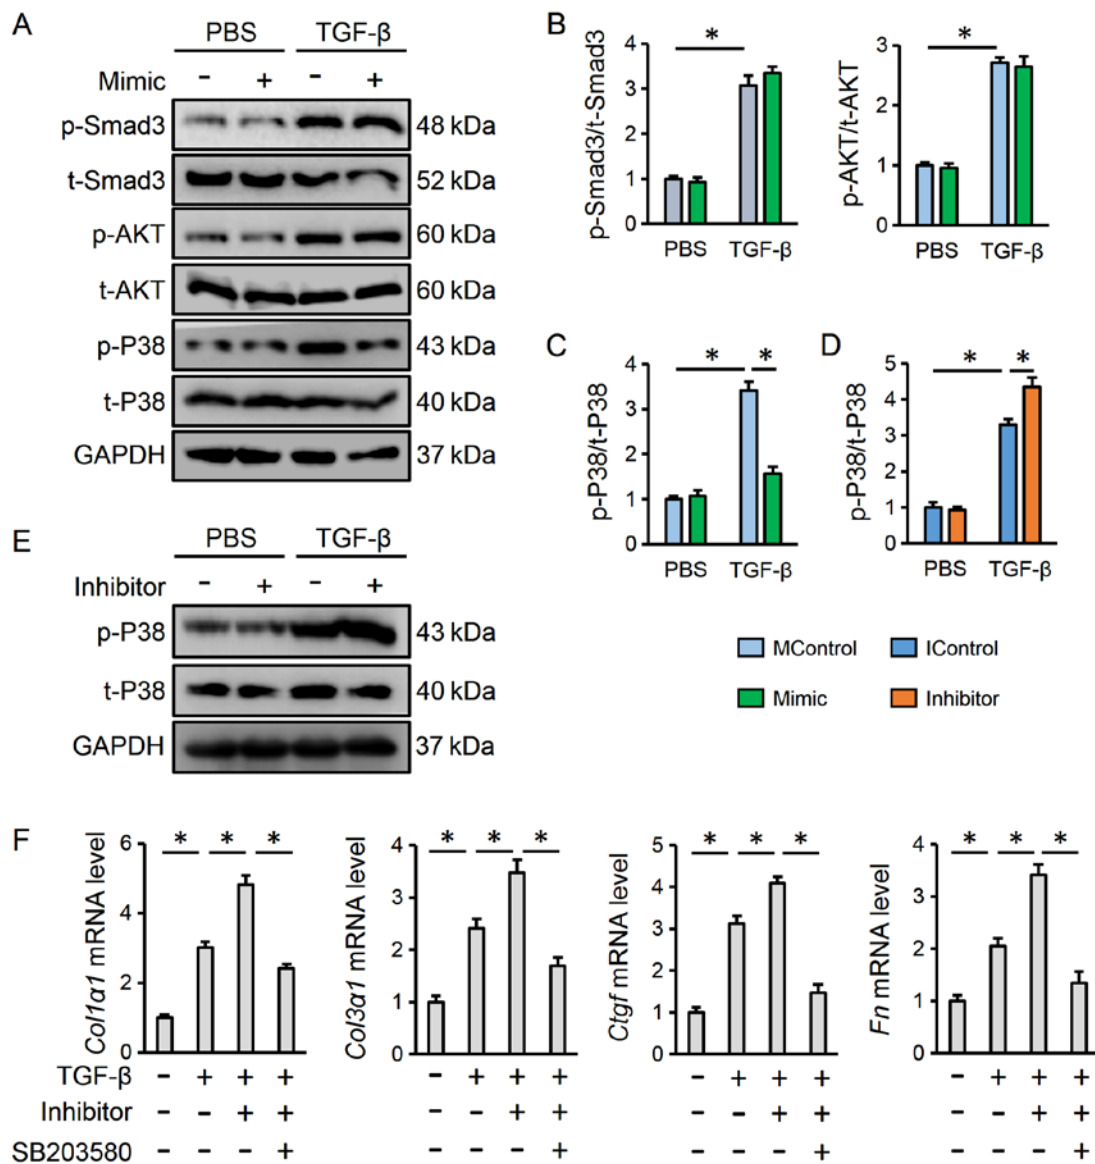 A
PBS TGF-β
Mimic - + - +
p-Smad3 48 kDa
t-Smad3 52 kDa
p-AKT 60 kDa
t-AKT 60 kDa
p-P38 43 kDa
t-P38 40 kDa
GAPDH 37 kDa
B
p-Smad3/t-Smad3
4
3
2
1
0
*
PBS TGF-β
p-AKT/t-AKT
3
2
1
0
*
PBS TGF-β
C
p-P38/t-P38
4
3
2
1
0
* *
PBS TGF-β
D
p-P38/t-P38
5
4
3
2
1
0
* *
PBS TGF-β
MControl IControl
Mimic Inhibitor
E
PBS TGF-β
Inhibitor - + - +
p-P38 43 kDa
t-P38 40 kDa
GAPDH 37 kDa
F
Col1α1 mRNA level
6
4
2
0
* * *
Col3α1 mRNA level
4
3
2
1
0
* * *
Ctgf mRNA level
5
4
3
2
1
0
* * *
Fn mRNA level
4
3
2
1
0
* * *
TGF-β - + + + - + + + - + + + - + + +
Inhibitor - - + + - - + + - - + + - - + +
SB203580 - - - + - - - + - - - + - - - +